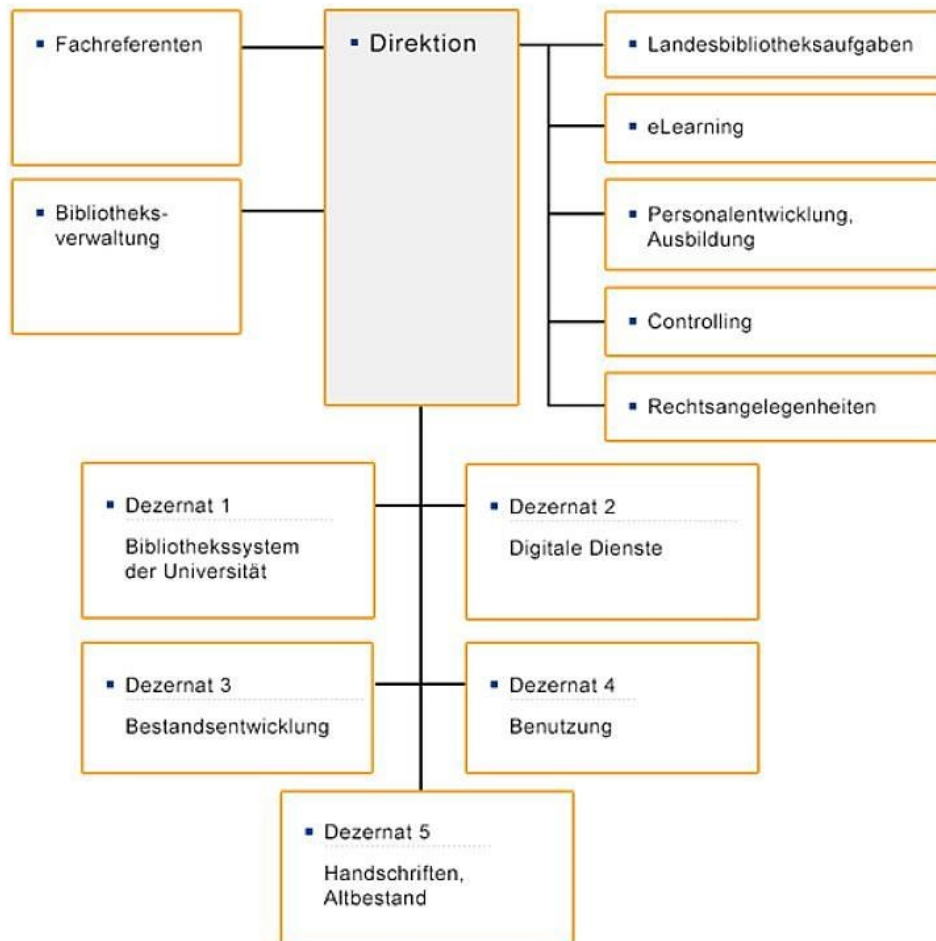 Fachreferenten
Bibliotheks-
verwaltung
Direktion
Landesbibliotheksaufgaben
eLearning
Personalentwicklung,
Ausbildung
Controlling
Rechtsangelegenheiten
Dezernat 1
Bibliothekssystem
der Universität
Dezernat 2
Digitale Dienste
Dezernat 3
Bestandsentwicklung
Dezernat 4
Benutzung
Dezernat 5
Handschriften,
Altbestand